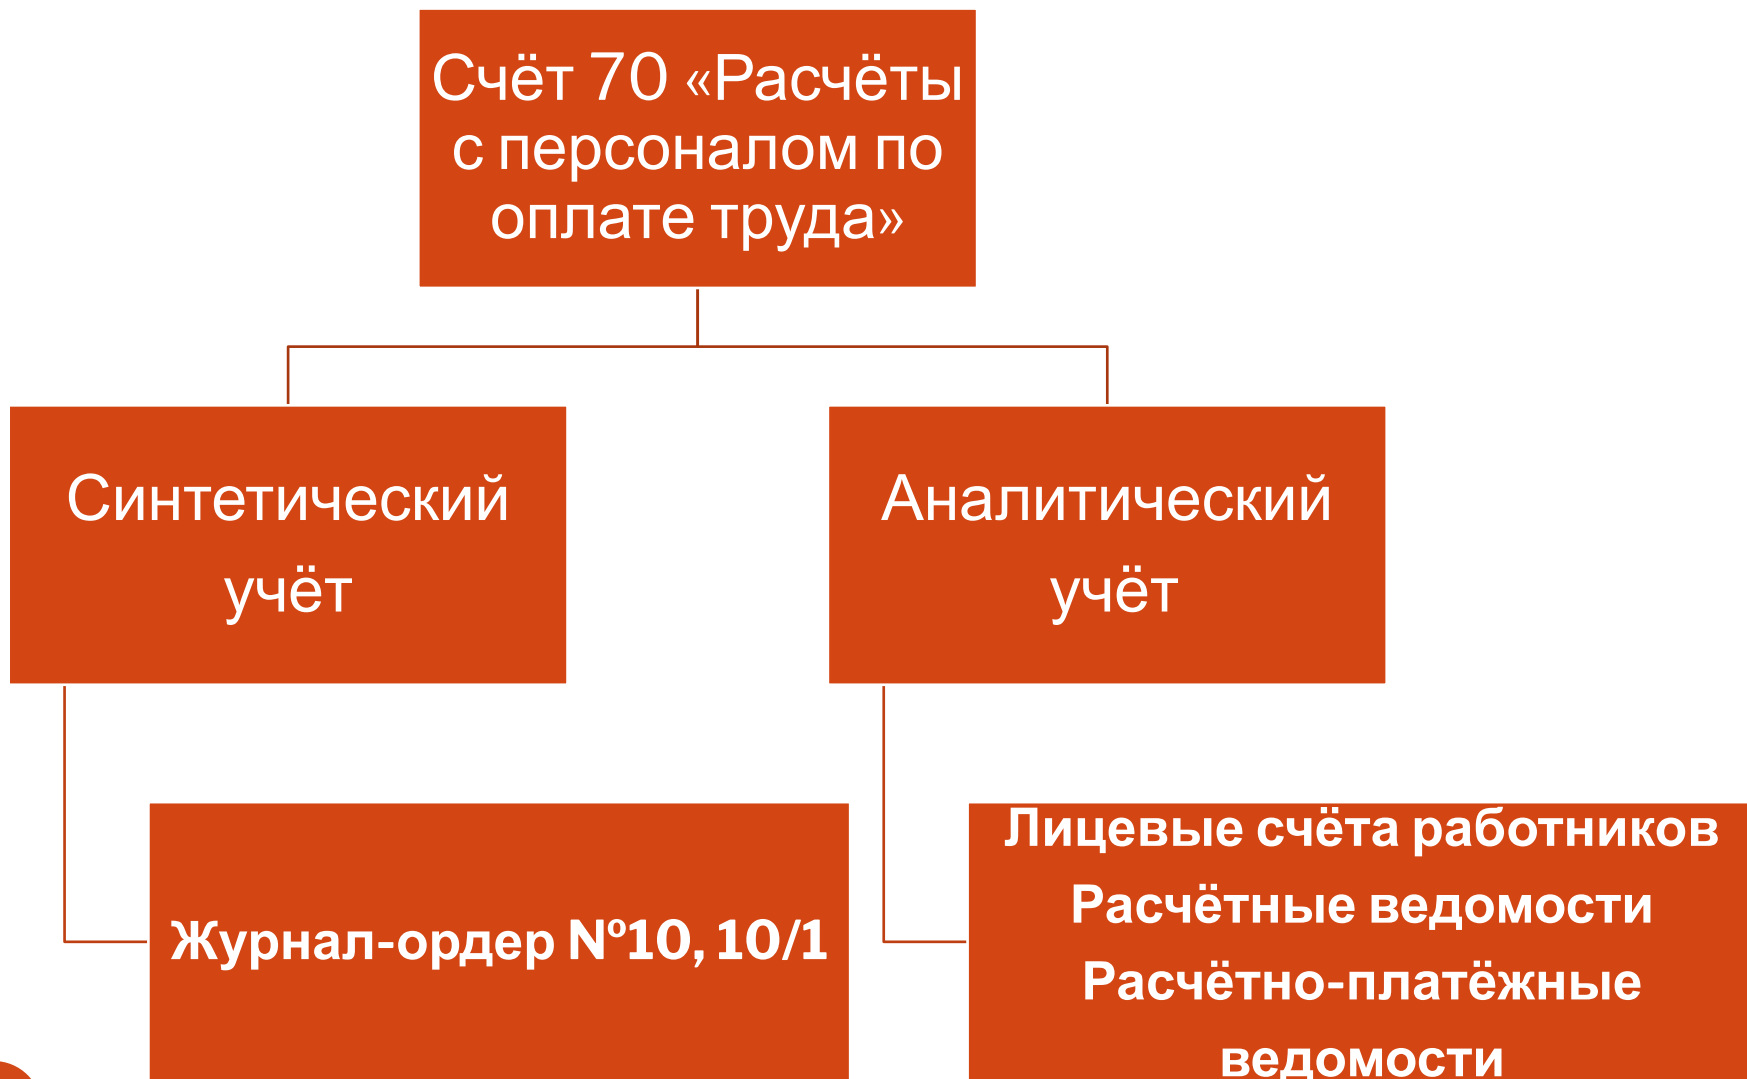 Счёт 70 «Расчёты
с персоналом по
оплате труда»
Синтетический
учёт
Аналитический
учёт
Журнал-ордер №10, 10/1
Лицевые счёта работников
Расчётные ведомости
Расчётно-платёжные
ведомости